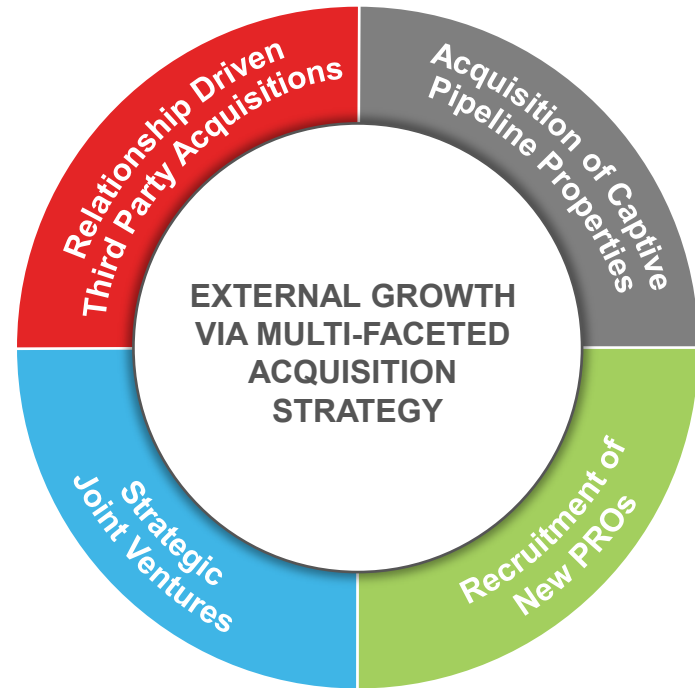 Relationship Driven
Third Party Acquisitions
Acquisition of Captive
Pipeline Properties
EXTERNAL GROWTH
VIA MULTI-FACETED
ACQUISITION
STRATEGY
Strategic
Joint Ventures
Recruitment of
New PROs